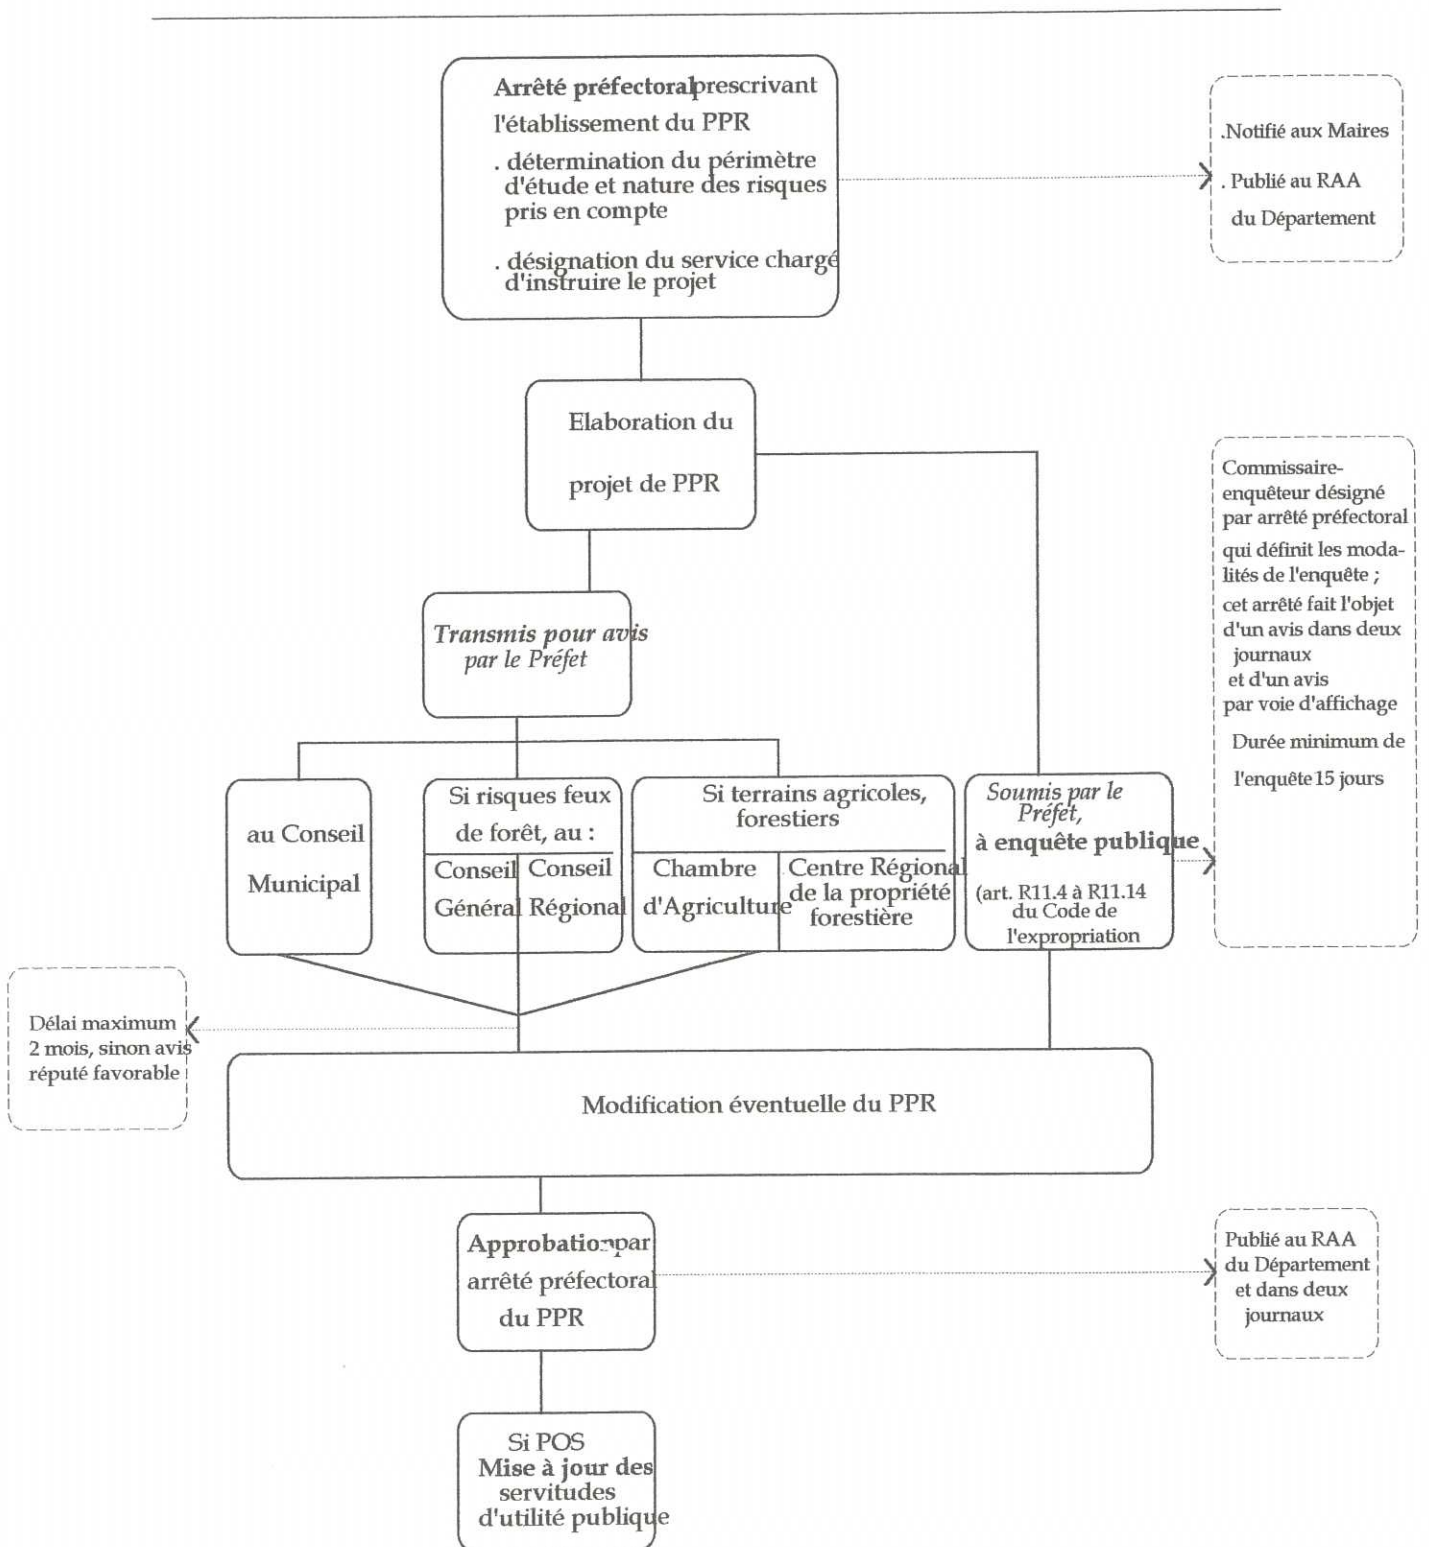 Arrêté préfectoral prescrivant
l'établissement du PPR
. détermination du périmètre
d'étude et nature des risques
pris en compte
. désignation du service chargé
d'instruire le projet
.Notifié aux Maires
. Publié au RAA
du Département
Elaboration du
projet de PPR
Commissaire-
enquêteur désigné
par arrêté préfectoral
qui définit les moda-
lités de l'enquête ;
cet arrêté fait l'objet
d'un avis dans deux
journaux
et d'un avis
par voie d'affichage
Durée minimum de
l'enquête 15 jours
Transmis pour avis
par le Préfet
au Conseil
Municipal
Si risques feux
de forêt, au :
Conseil
Général
Conseil
Régional
Si terrains agricoles,
forestiers
Chambre
d'Agriculture
Centre Régional
de la propriété
forestière
Soumis par le
Préfet,
à enquête publique
(art. R11.4 à R11.14
du Code de
l'expropriation
Délai maximum
2 mois, sinon avis
réputé favorable
Modification éventuelle du PPR
Approbation par
arrêté préfectoral
du PPR
Publié au RAA
du Département
et dans deux
journaux
Si POS
Mise à jour des
servitudes
d'utilité publique